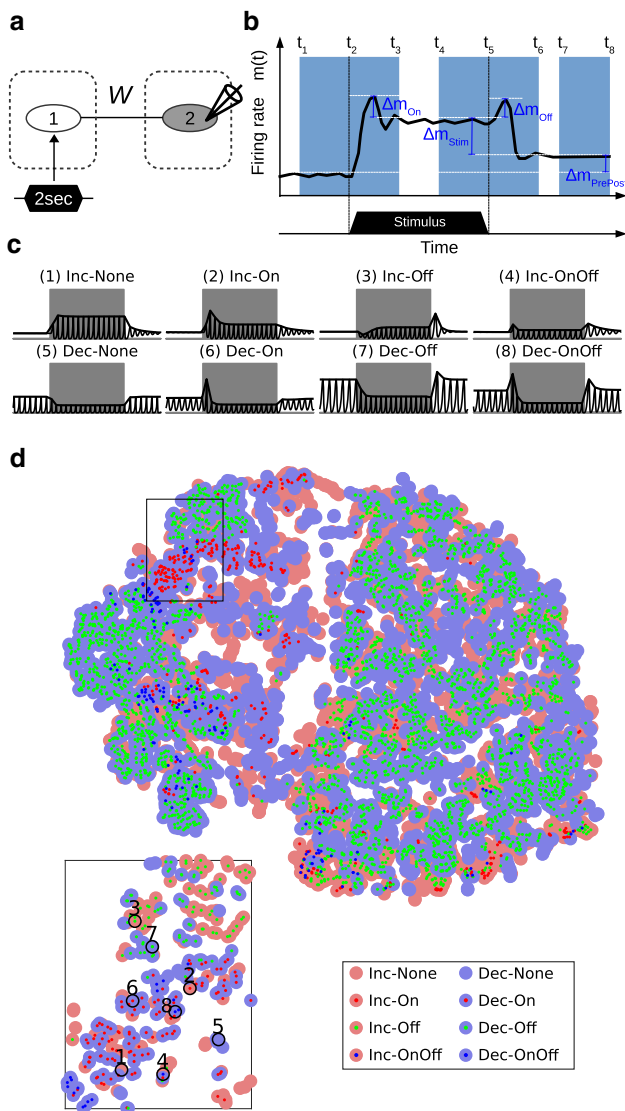 a
W
1
2
2sec
b
t1 t2 t3 t4 t5 t6 t7 t8
Firing rate m(t)
ΔmOn
ΔmStim
ΔmOff
ΔmPrePost
Stimulus
Time
c
(1) Inc-None
(2) Inc-On
(3) Inc-Off
(4) Inc-OnOff
(5) Dec-None
(6) Dec-On
(7) Dec-Off
(8) Dec-OnOff
d
3
7
2
6
8
5
1
4
Inc-None
Dec-None
Inc-On
Dec-On
Inc-Off
Dec-Off
Inc-OnOff
Dec-OnOff